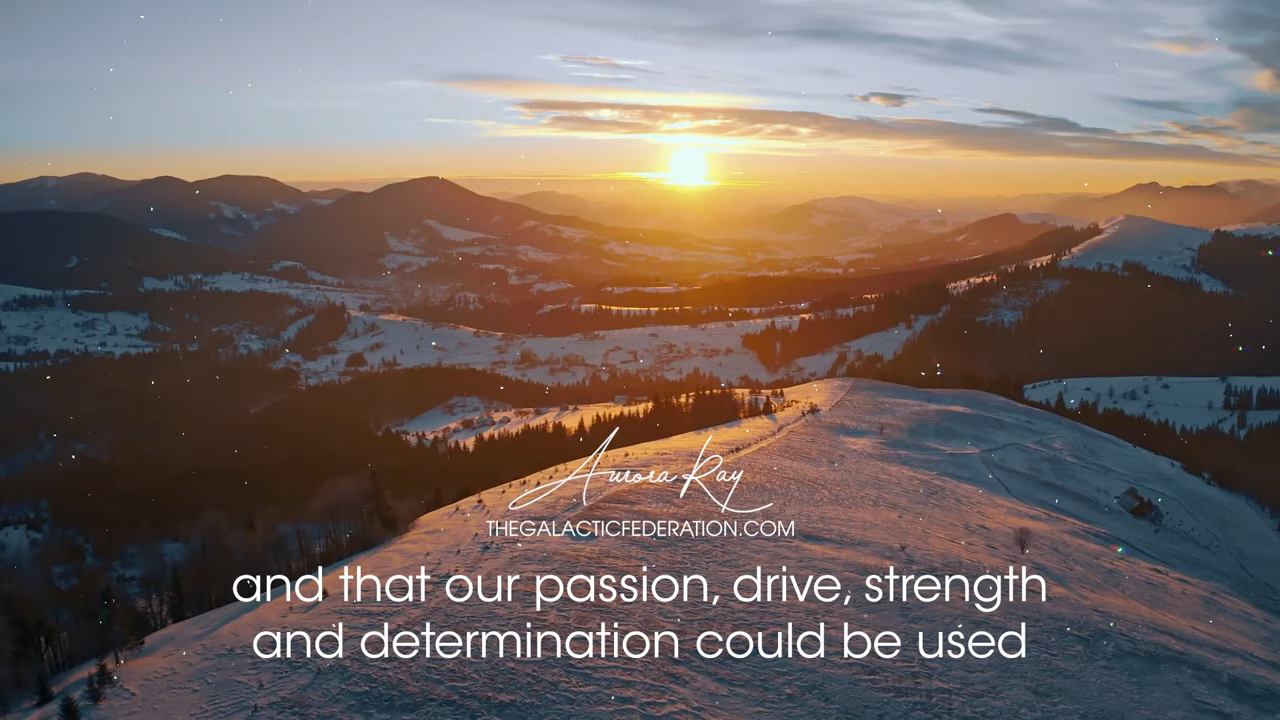 Aurora Ray
THEGALACTICFEDERATION.COM
and that our passion, drive, strength
and determination could be used